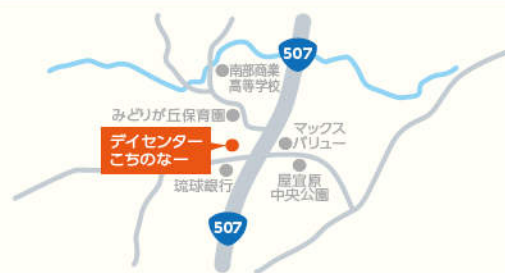 507
南部商業
高等学校
みどりが丘保育園
マックス
バリュー
デイセンター
こちのなー
琉球銀行
屋宜原
中央公園
507